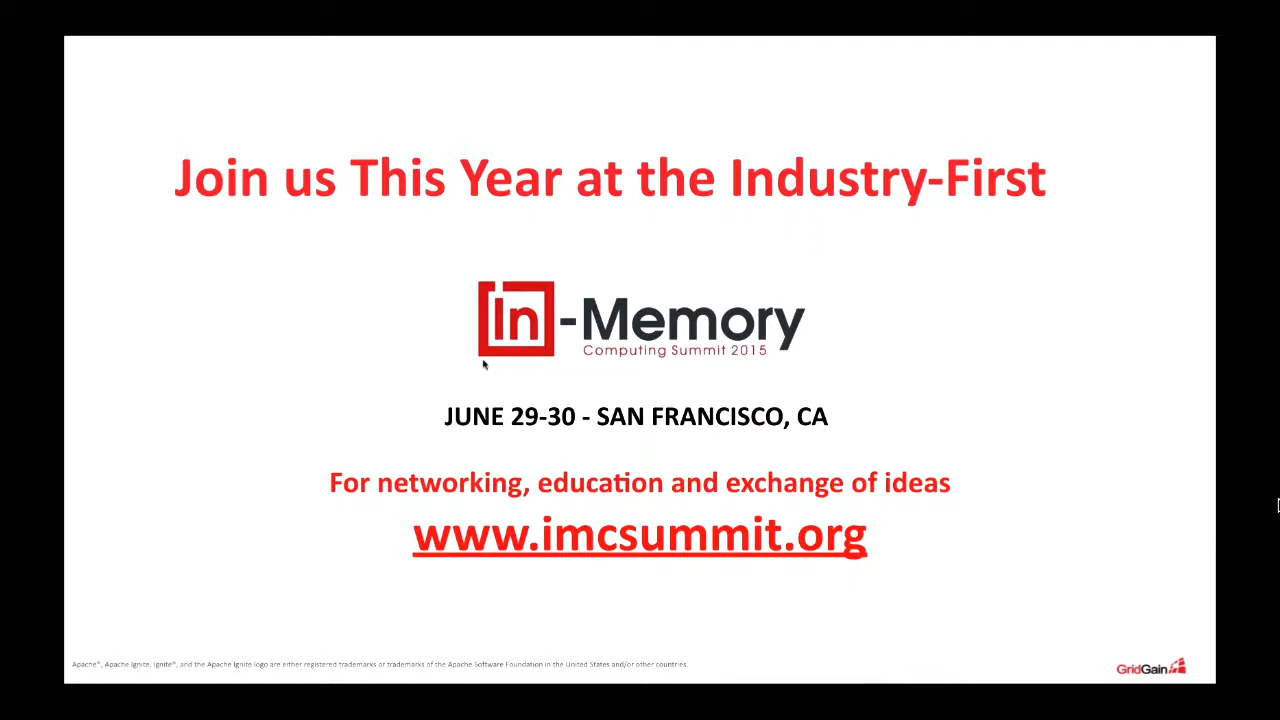 Join us This Year at the Industry-First
In-Memory
Computing Summit 2015
JUNE 29-30 - SAN FRANCISCO, CA
For networking, education and exchange of ideas
www.imcsummit.org
Apache®, Apache Ignite, Ignite®, and the Apache Ignite logo are either registered trademarks or trademarks of the Apache Software Foundation in the United States and/or other countries.
GridGain